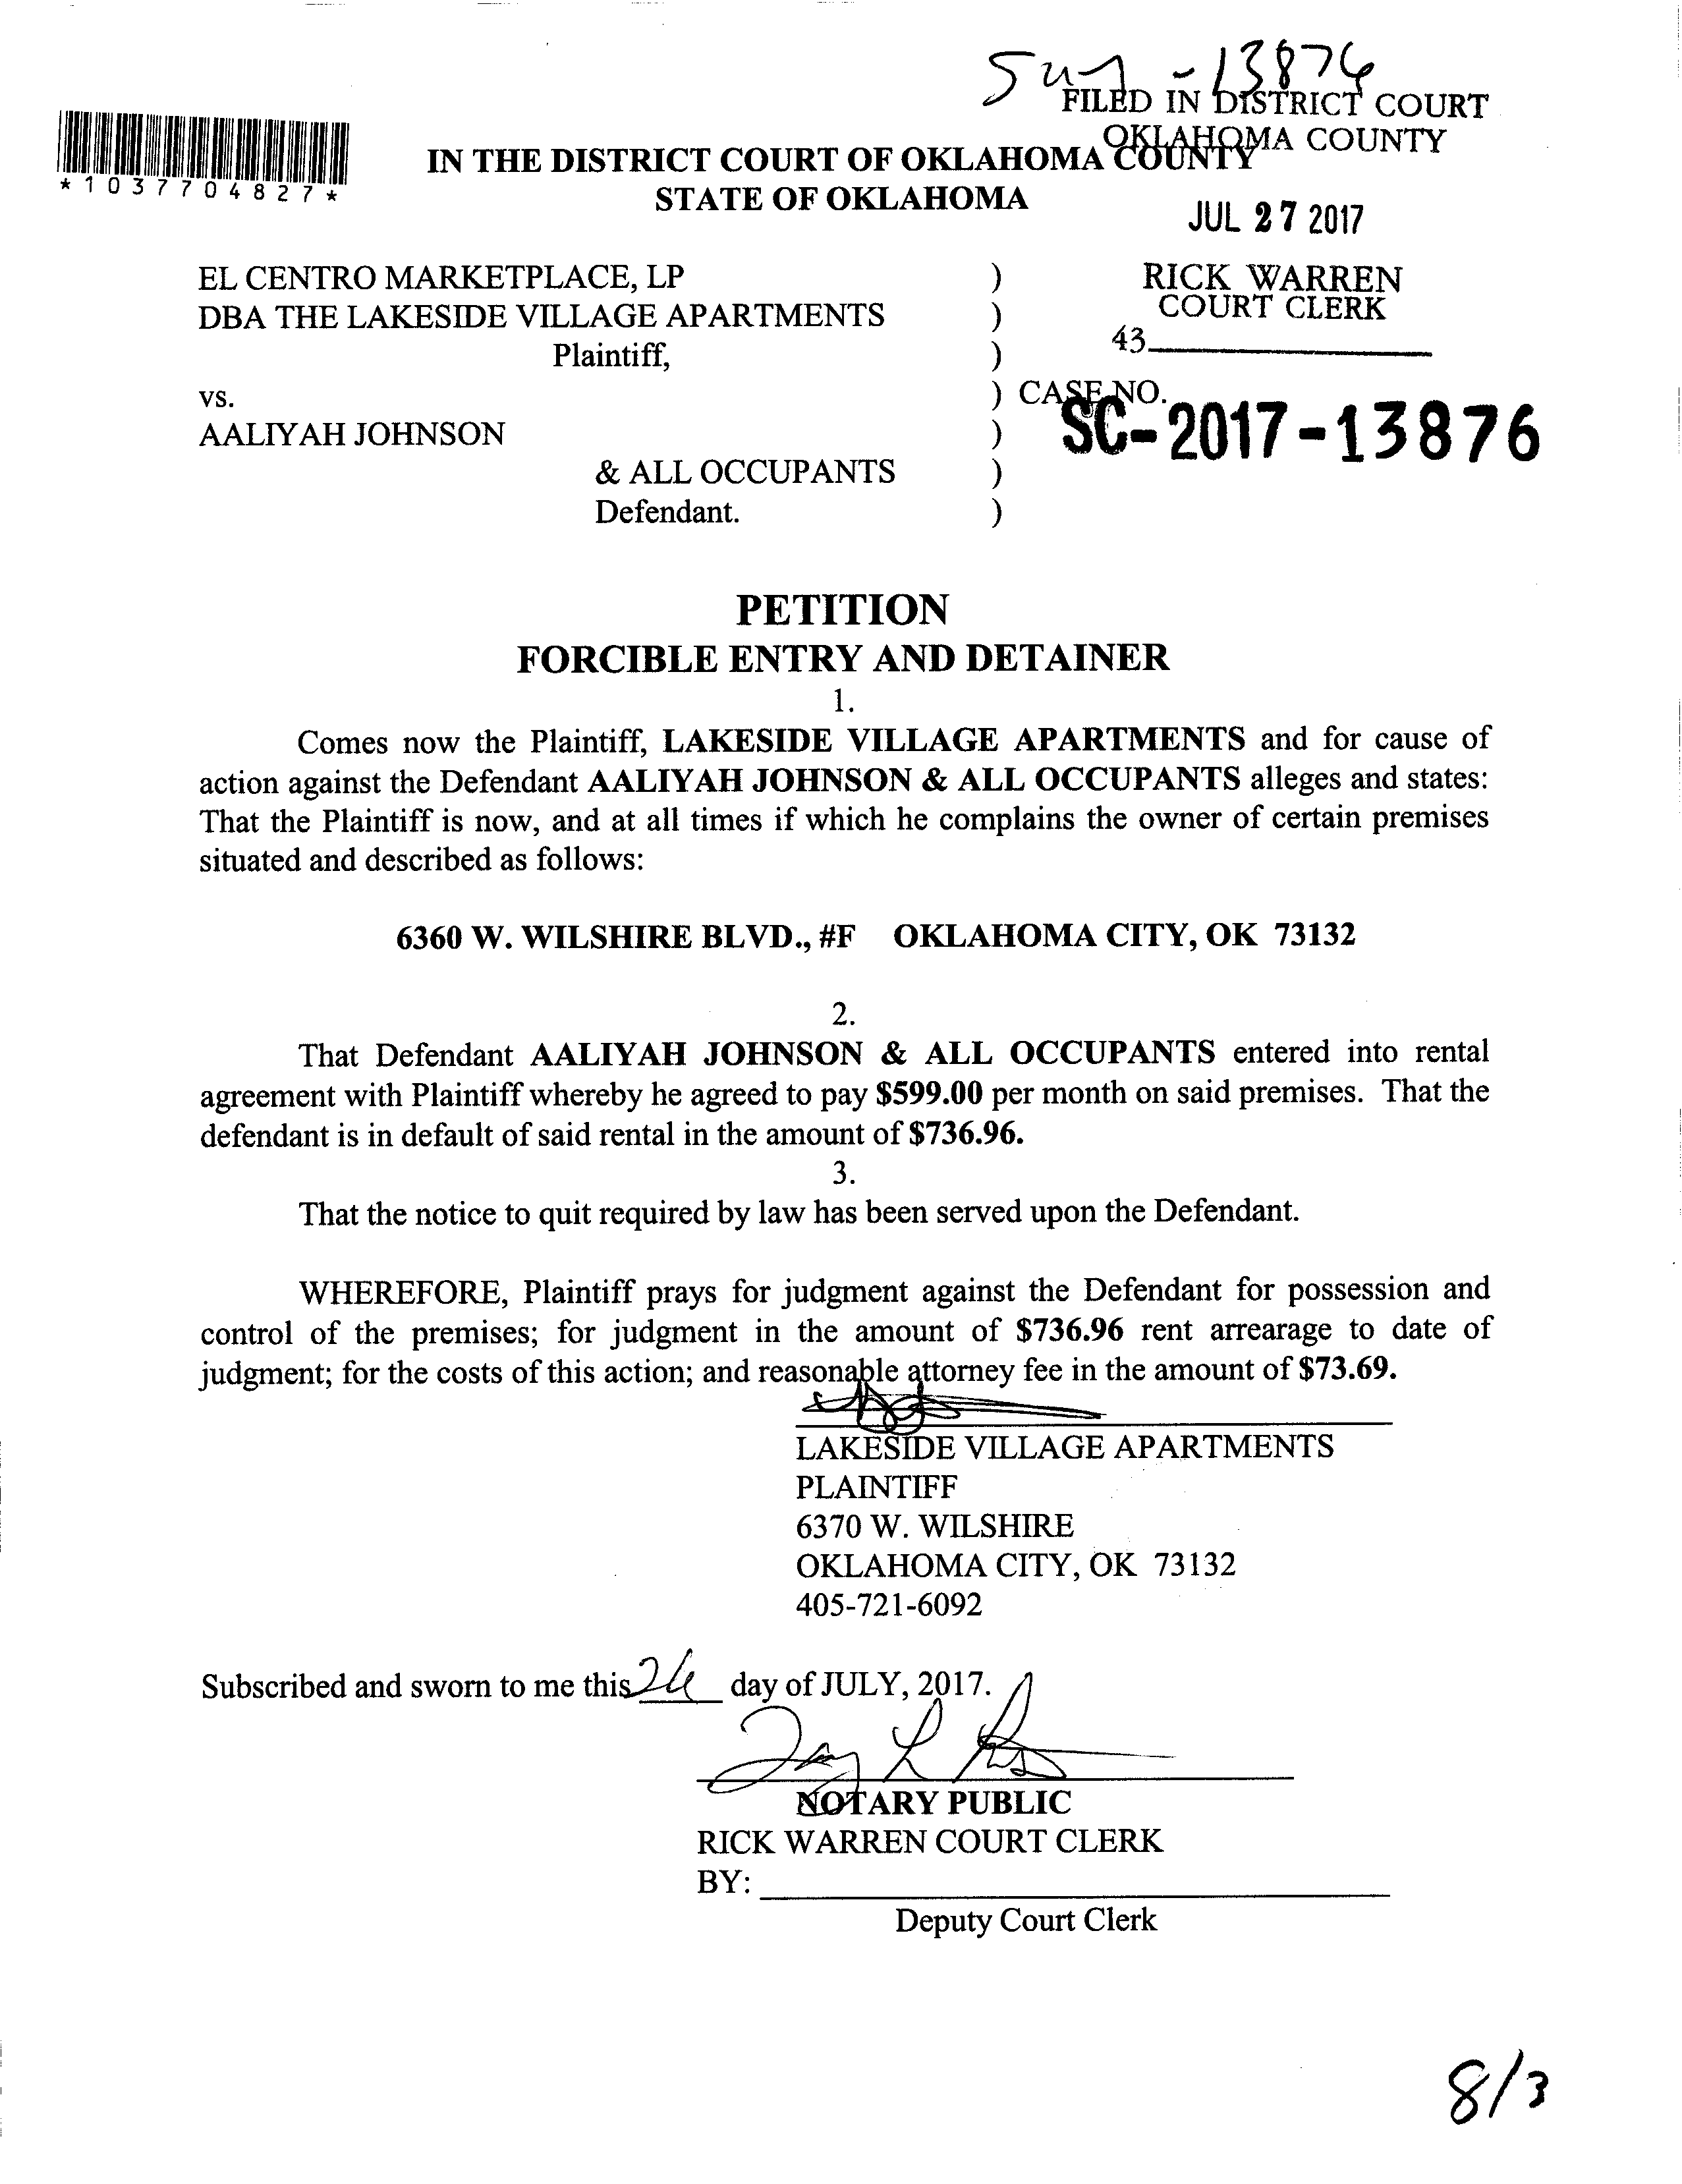 - 13876
FILED IN DISTRICT COURT
OKLAHOMA COUNTY
*1037704827*
IN THE DISTRICT COURT OF OKLAHOMA COUNTY
STATE OF OKLAHOMA
JUL 27 2017
EL CENTRO MARKETPLACE, LP )
RICK WARREN
DBA THE LAKESIDE VILLAGE APARTMENTS )
COURT CLERK
Plaintiff, )
43
vs. ) CASE NO.
SC-2017-13876
AALIYAH JOHNSON )
& ALL OCCUPANTS )
Defendant. )
PETITION
FORCIBLE ENTRY AND DETAINER
1.
Comes now the Plaintiff, LAKESIDE VILLAGE APARTMENTS and for cause of
action against the Defendant AALIYAH JOHNSON & ALL OCCUPANTS alleges and states:
That the Plaintiff is now, and at all times if which he complains the owner of certain premises
situated and described as follows:
6360 W. WILSHIRE BLVD., #F OKLAHOMA CITY, OK 73132
2.
That Defendant AALIYAH JOHNSON & ALL OCCUPANTS entered into rental
agreement with Plaintiff whereby he agreed to pay $599.00 per month on said premises. That the
defendant is in default of said rental in the amount of $736.96.
3.
That the notice to quit required by law has been served upon the Defendant.
WHEREFORE, Plaintiff prays for judgment against the Defendant for possession and
control of the premises; for judgment in the amount of $736.96 rent arrearage to date of
judgment; for the costs of this action; and reasonable attorney fee in the amount of $73.69.
LAKESIDE VILLAGE APARTMENTS
PLAINTIFF
6370 W. WILSHIRE
OKLAHOMA CITY, OK 73132
405-721-6092
Subscribed and sworn to me this 26 day of JULY, 2017.
NOTARY PUBLIC
RICK WARREN COURT CLERK
BY:
Deputy Court Clerk
8/3